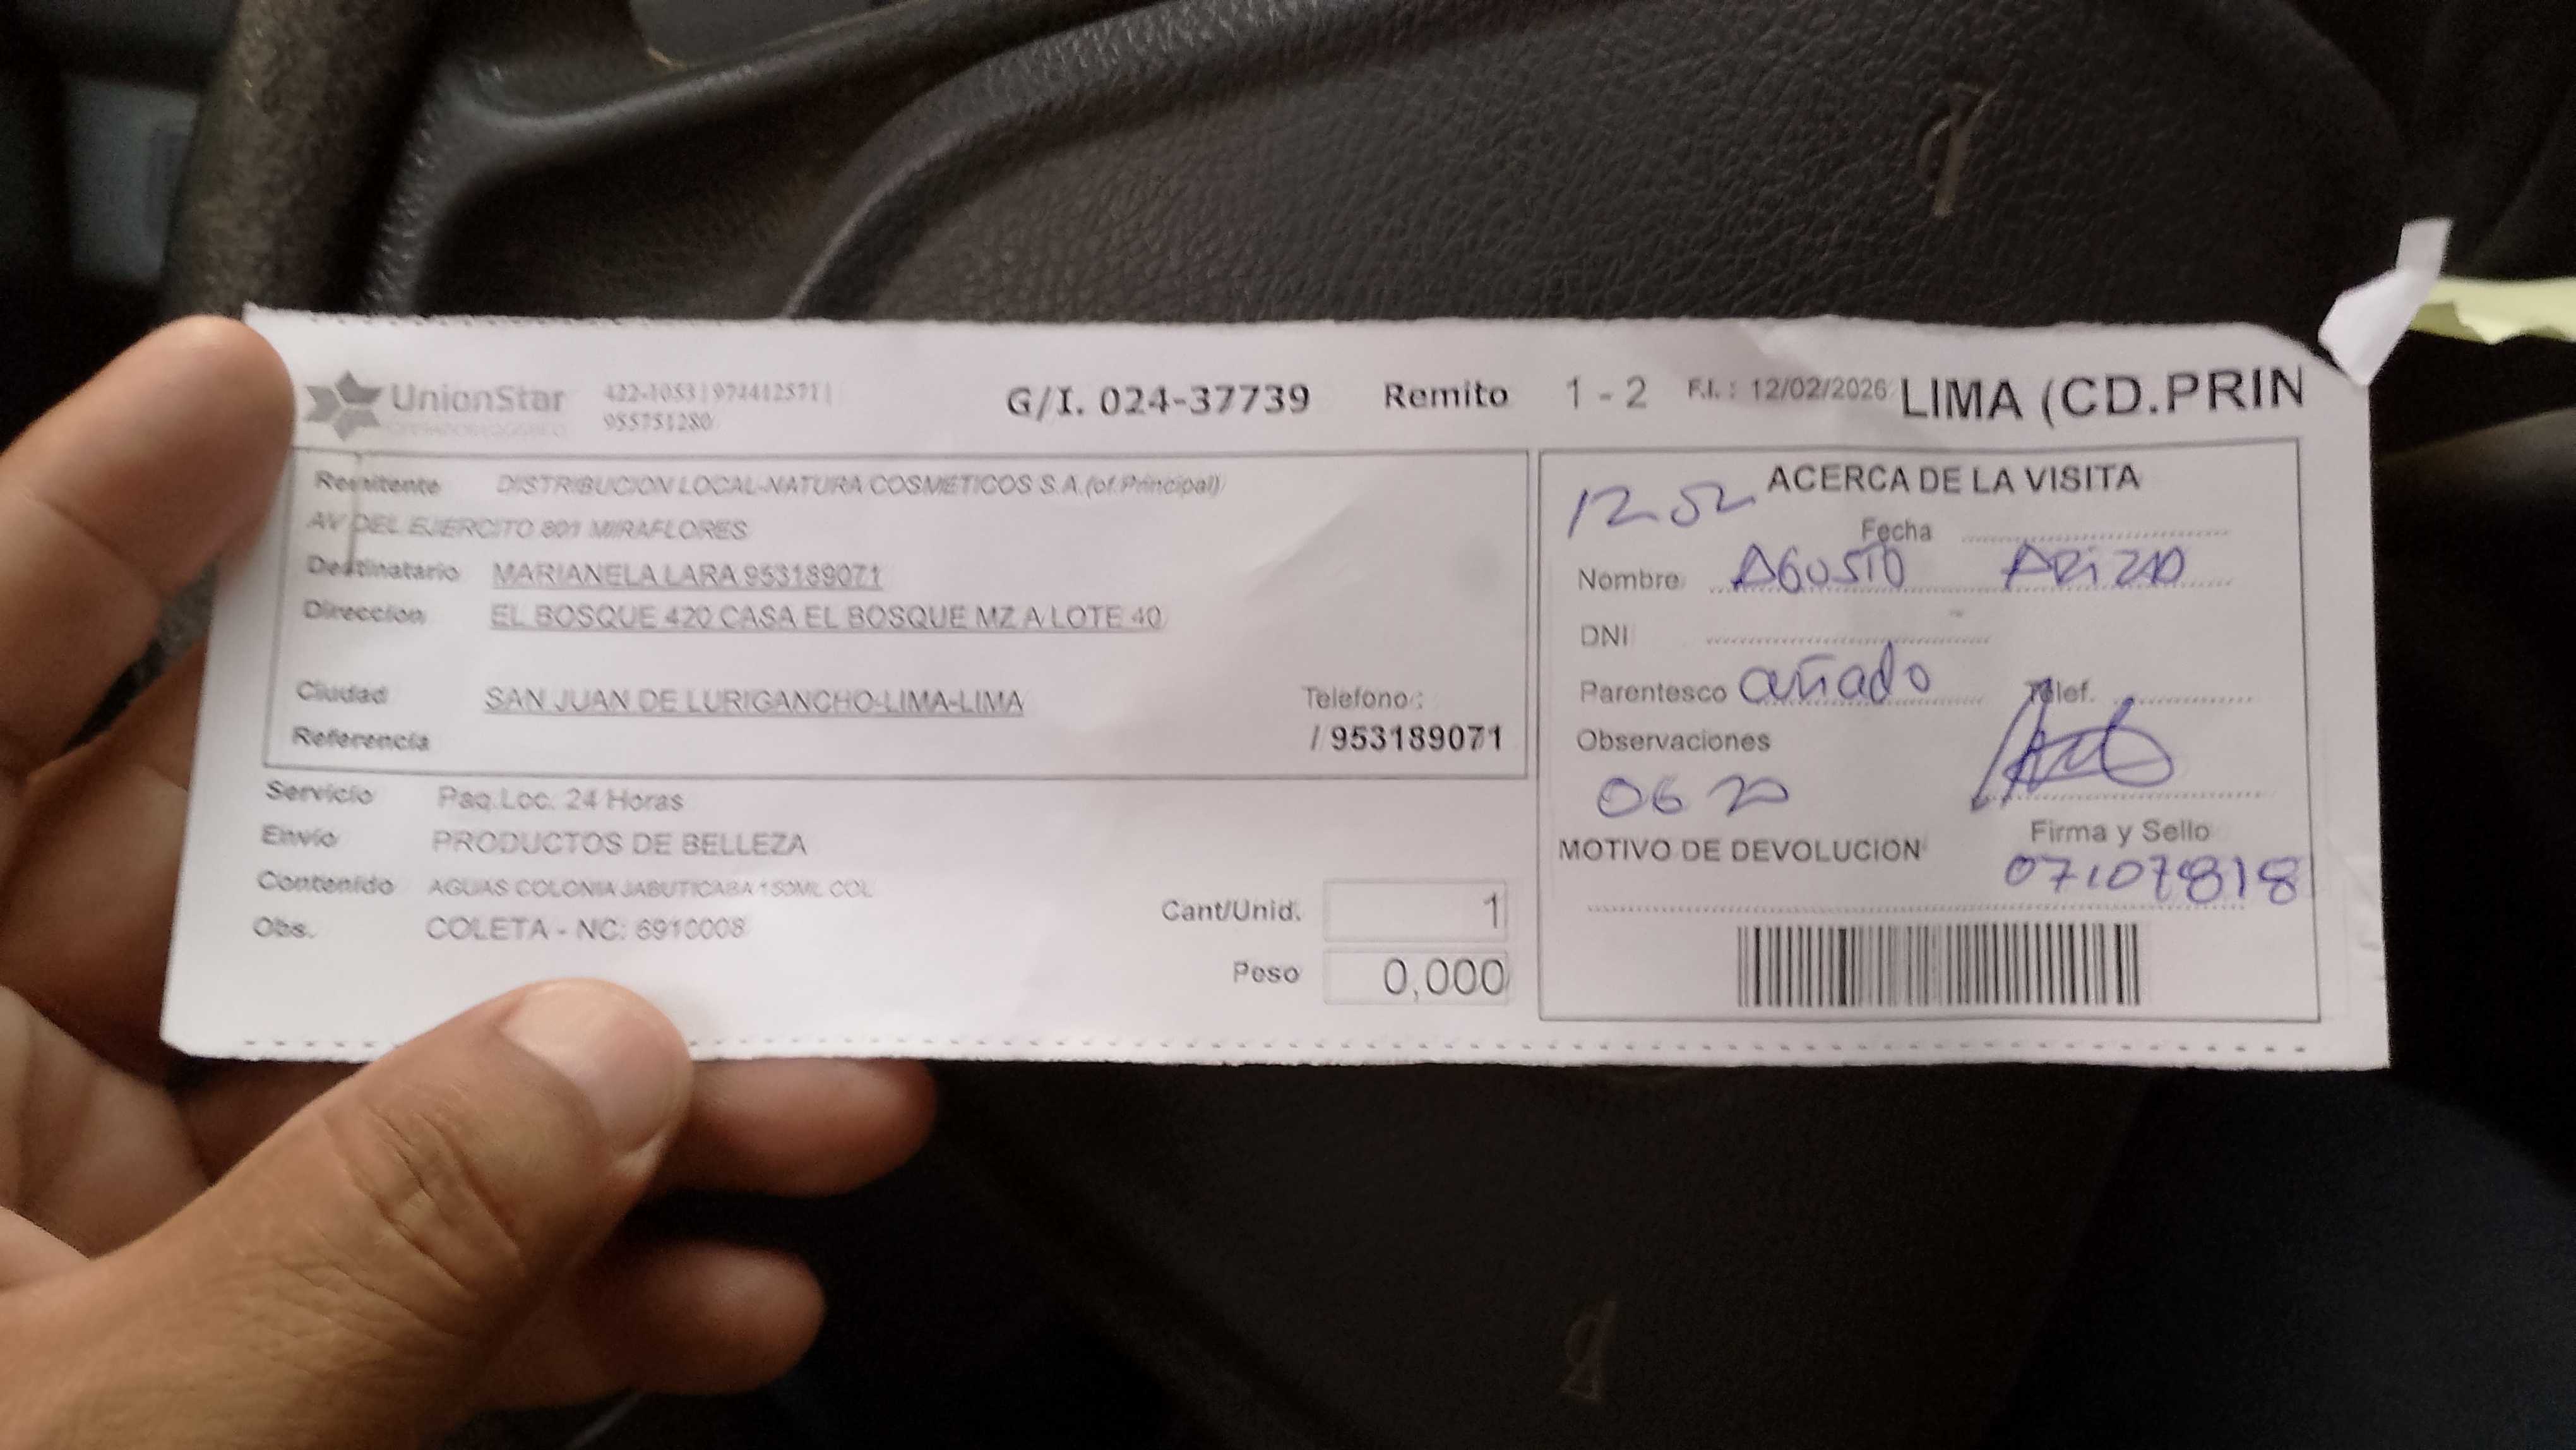 UnionStar 422-1053|974412571|
955751280
G/I. 024-37739 Remito 1 - 2 F.I. : 12/02/2026 LIMA (CD.PRIN
Remitente DISTRIBUCION LOCAL-NATURA COSMETICOS S.A.(of.Principal)
AV DEL EJERCITO 801 MIRAFLORES
Destinatario MARIANELA LARA 953189071
Direccion EL BOSQUE 420 CASA EL BOSQUE MZ A LOTE 40
Ciudad SAN JUAN DE LURIGANCHO-LIMA-LIMA Telefono :
Referencia / 953189071
Servicio Paq.Loc. 24 Horas
Envio PRODUCTOS DE BELLEZA
Contenido AGUAS COLONIA JABUTICABA 150ML COL
Obs. COLETA - NC: 6910008
Cant/Unid. 1
Peso 0,000
ACERCA DE LA VISITA
12 52
Fecha
Nombre AGUSTO
DNI
Parentesco cuñado Telef.
Observaciones
06 20
Firma y Sello
MOTIVO DE DEVOLUCION
07107818